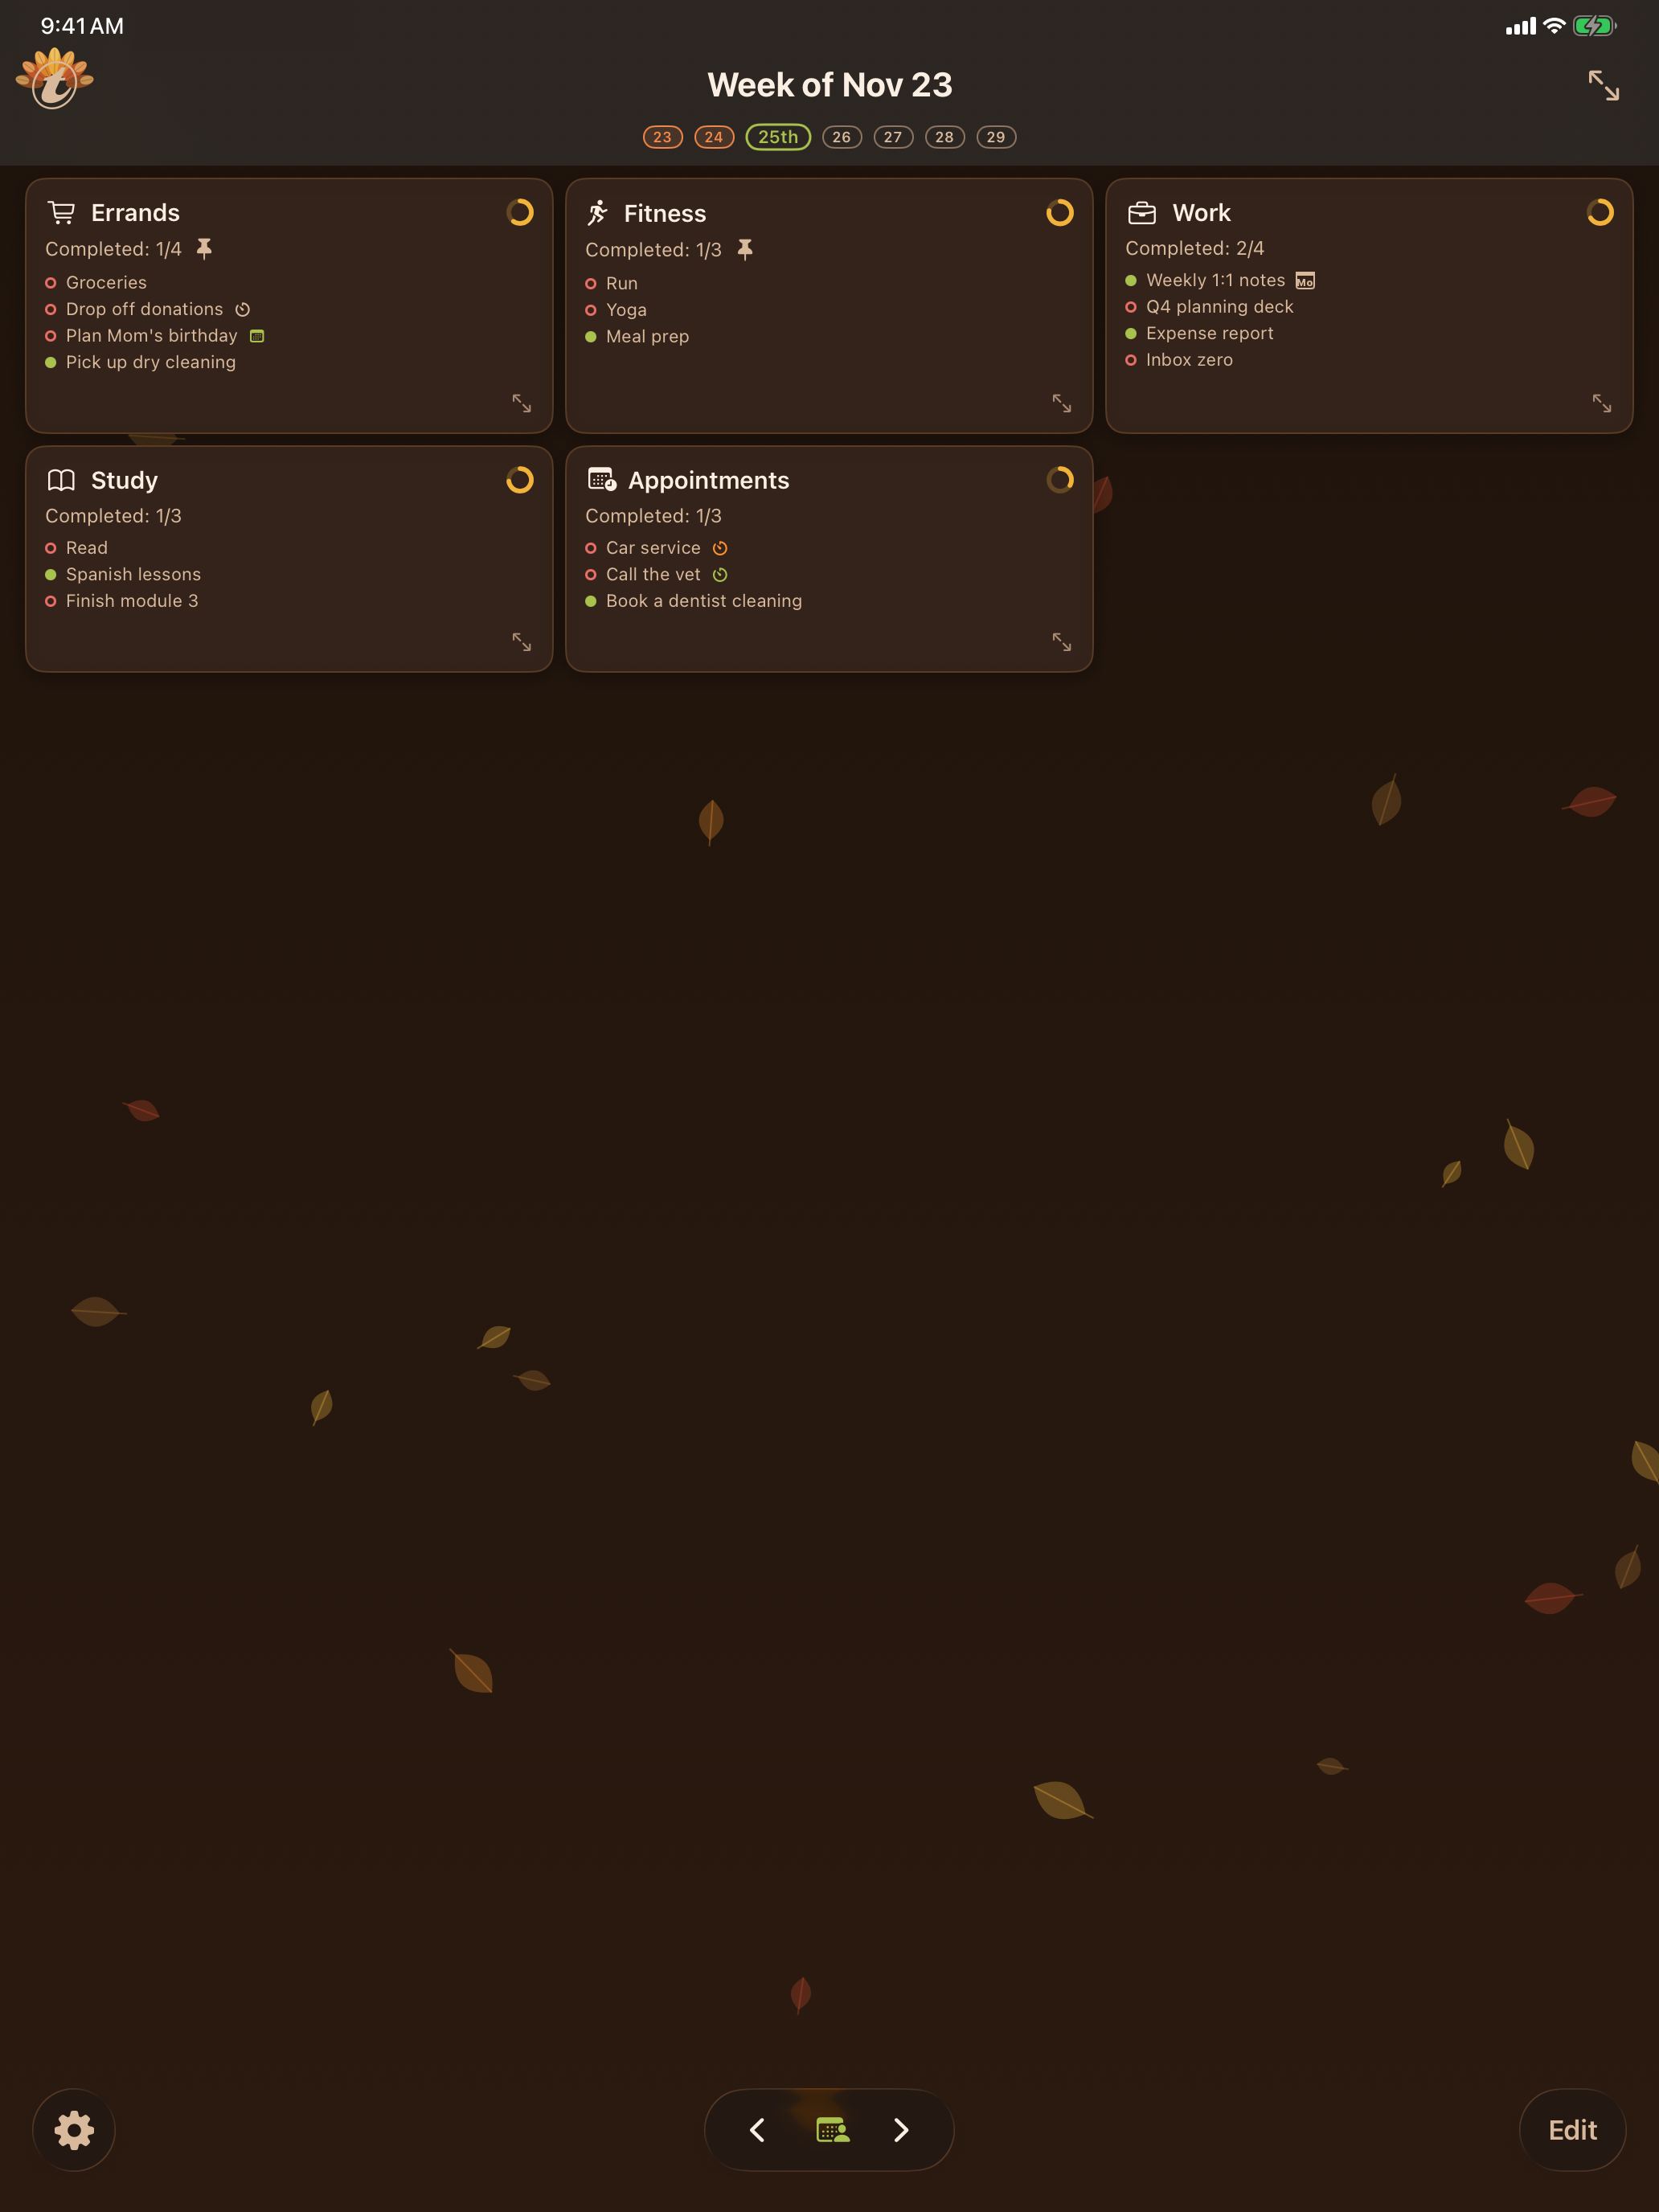 9:41 AM
t
Week of Nov 23
23 24 25th 26 27 28 29
Errands
Completed: 1/4
Groceries
Drop off donations
Plan Mom's birthday
Pick up dry cleaning
Fitness
Completed: 1/3
Run
Yoga
Meal prep
Work
Completed: 2/4
Weekly 1:1 notes Mo
Q4 planning deck
Expense report
Inbox zero
Study
Completed: 1/3
Read
Spanish lessons
Finish module 3
Appointments
Completed: 1/3
Car service
Call the vet
Book a dentist cleaning
Edit